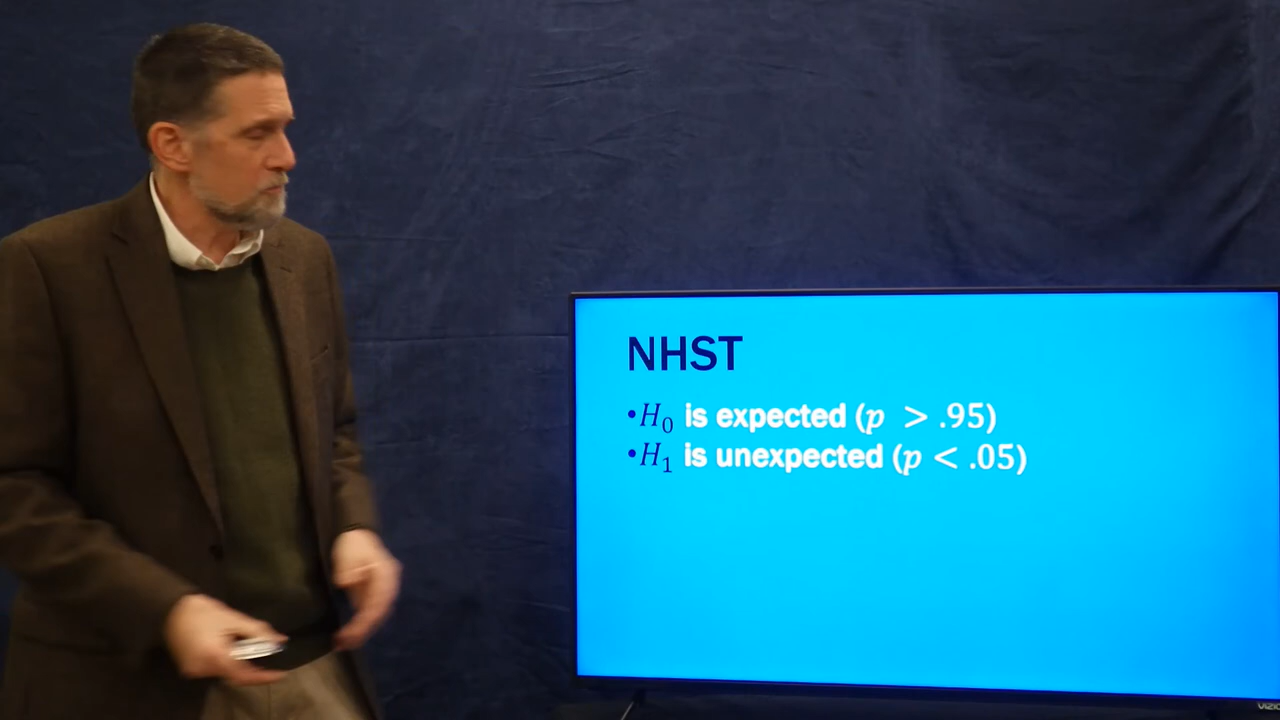 NHST
•H₀ is expected (p > .95)
•H₁ is unexpected (p < .05)